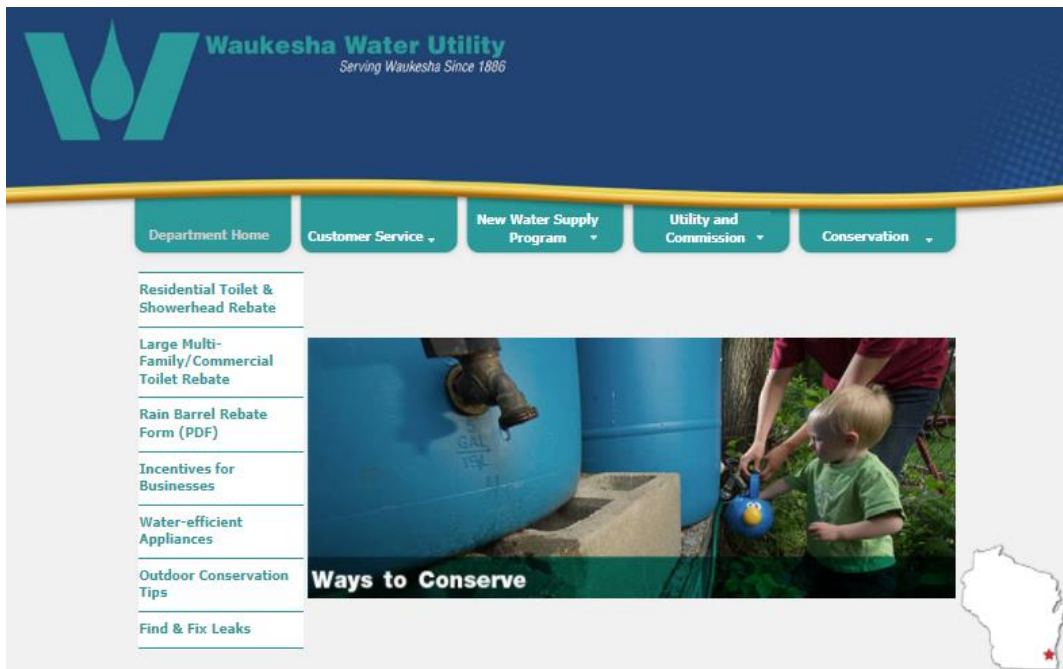 Waukesha Water Utility
Serving Waukesha Since 1886
Department Home
Customer Service
New Water Supply
Program
Utility and
Commission
Conservation
Residential Toilet &
Showerhead Rebate
Large Multi-
Family/Commercial
Toilet Rebate
Rain Barrel Rebate
Form (PDF)
Incentives for
Businesses
Water-efficient
Appliances
Outdoor Conservation
Tips
Find & Fix Leaks
GAL
Ways to Conserve